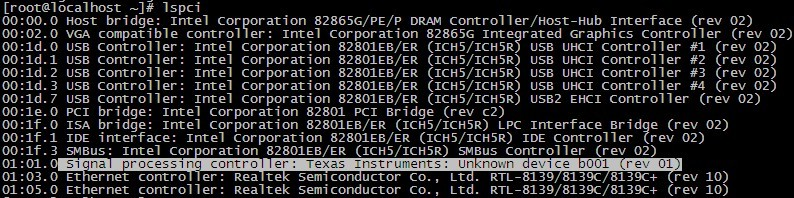 [root@localhost ~]# lspci
00:00.0 Host bridge: Intel Corporation 82865G/PE/P DRAM Controller/Host-Hub Interface (rev 02)
00:02.0 VGA compatible controller: Intel Corporation 82865G Integrated Graphics Controller (rev 02)
00:1d.0 USB Controller: Intel Corporation 82801EB/ER (ICH5/ICH5R) USB UHCI Controller #1 (rev 02)
00:1d.1 USB Controller: Intel Corporation 82801EB/ER (ICH5/ICH5R) USB UHCI Controller #2 (rev 02)
00:1d.2 USB Controller: Intel Corporation 82801EB/ER (ICH5/ICH5R) USB UHCI Controller #3 (rev 02)
00:1d.3 USB Controller: Intel Corporation 82801EB/ER (ICH5/ICH5R) USB UHCI Controller #4 (rev 02)
00:1d.7 USB Controller: Intel Corporation 82801EB/ER (ICH5/ICH5R) USB2 EHCI Controller (rev 02)
00:1e.0 PCI bridge: Intel Corporation 82801 PCI Bridge (rev c2)
00:1f.0 ISA bridge: Intel Corporation 82801EB/ER (ICH5/ICH5R) LPC Interface Bridge (rev 02)
00:1f.1 IDE interface: Intel Corporation 82801EB/ER (ICH5/ICH5R) IDE Controller (rev 02)
00:1f.3 SMBus: Intel Corporation 82801EB/ER (ICH5/ICH5R) SMBus Controller (rev 02)
01:01.0 Signal processing controller: Texas Instruments: Unknown device b001 (rev 01)
01:03.0 Ethernet controller: Realtek Semiconductor Co., Ltd. RTL-8139/8139C/8139C+ (rev 10)
01:05.0 Ethernet controller: Realtek Semiconductor Co., Ltd. RTL-8139/8139C/8139C+ (rev 10)